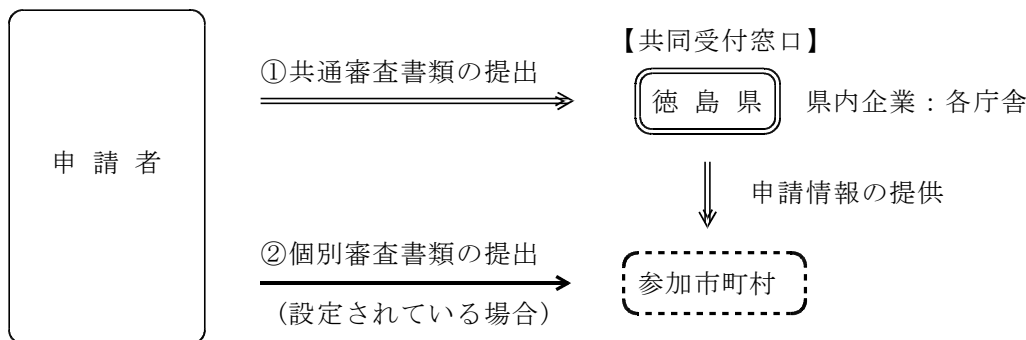 【共同受付窓口】
①共通審査書類の提出
徳島県 県内企業：各庁舎
申請者
申請情報の提供
②個別審査書類の提出
参加市町村
（設定されている場合）